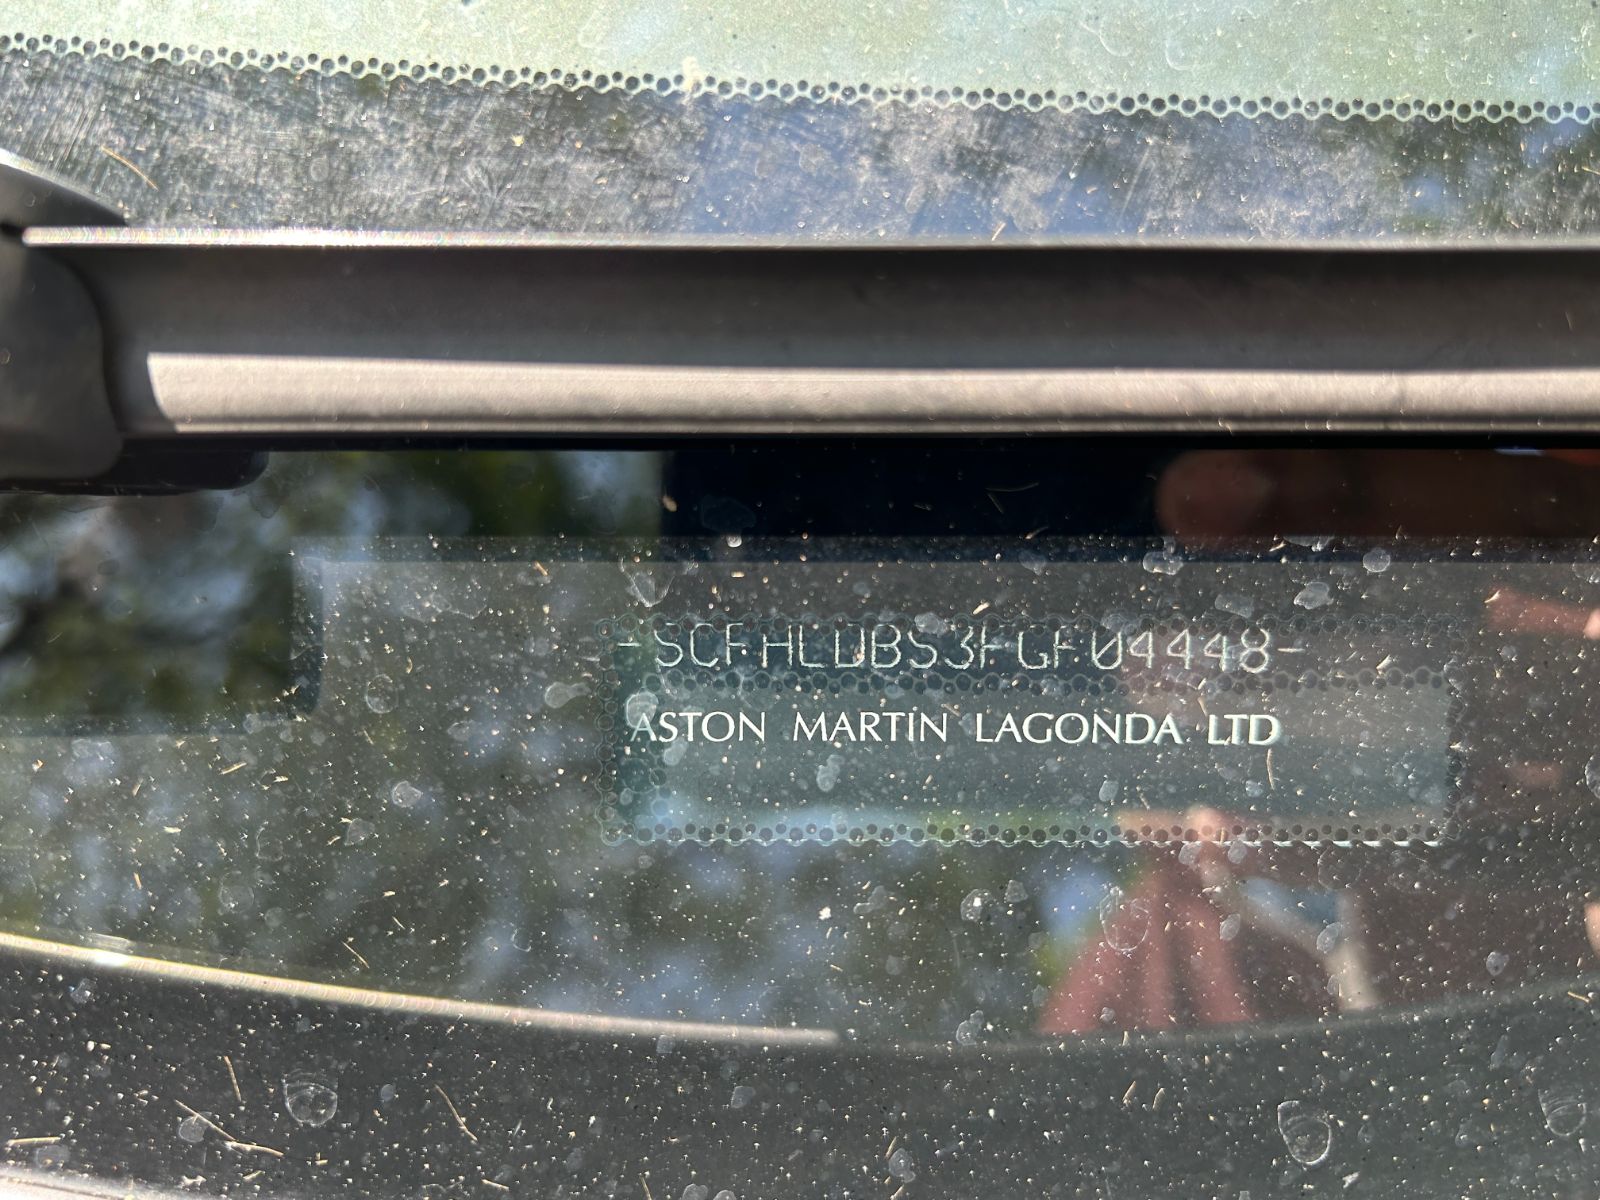 -SCFHLDBS3FGF04448-
ASTON MARTIN LAGONDA LTD